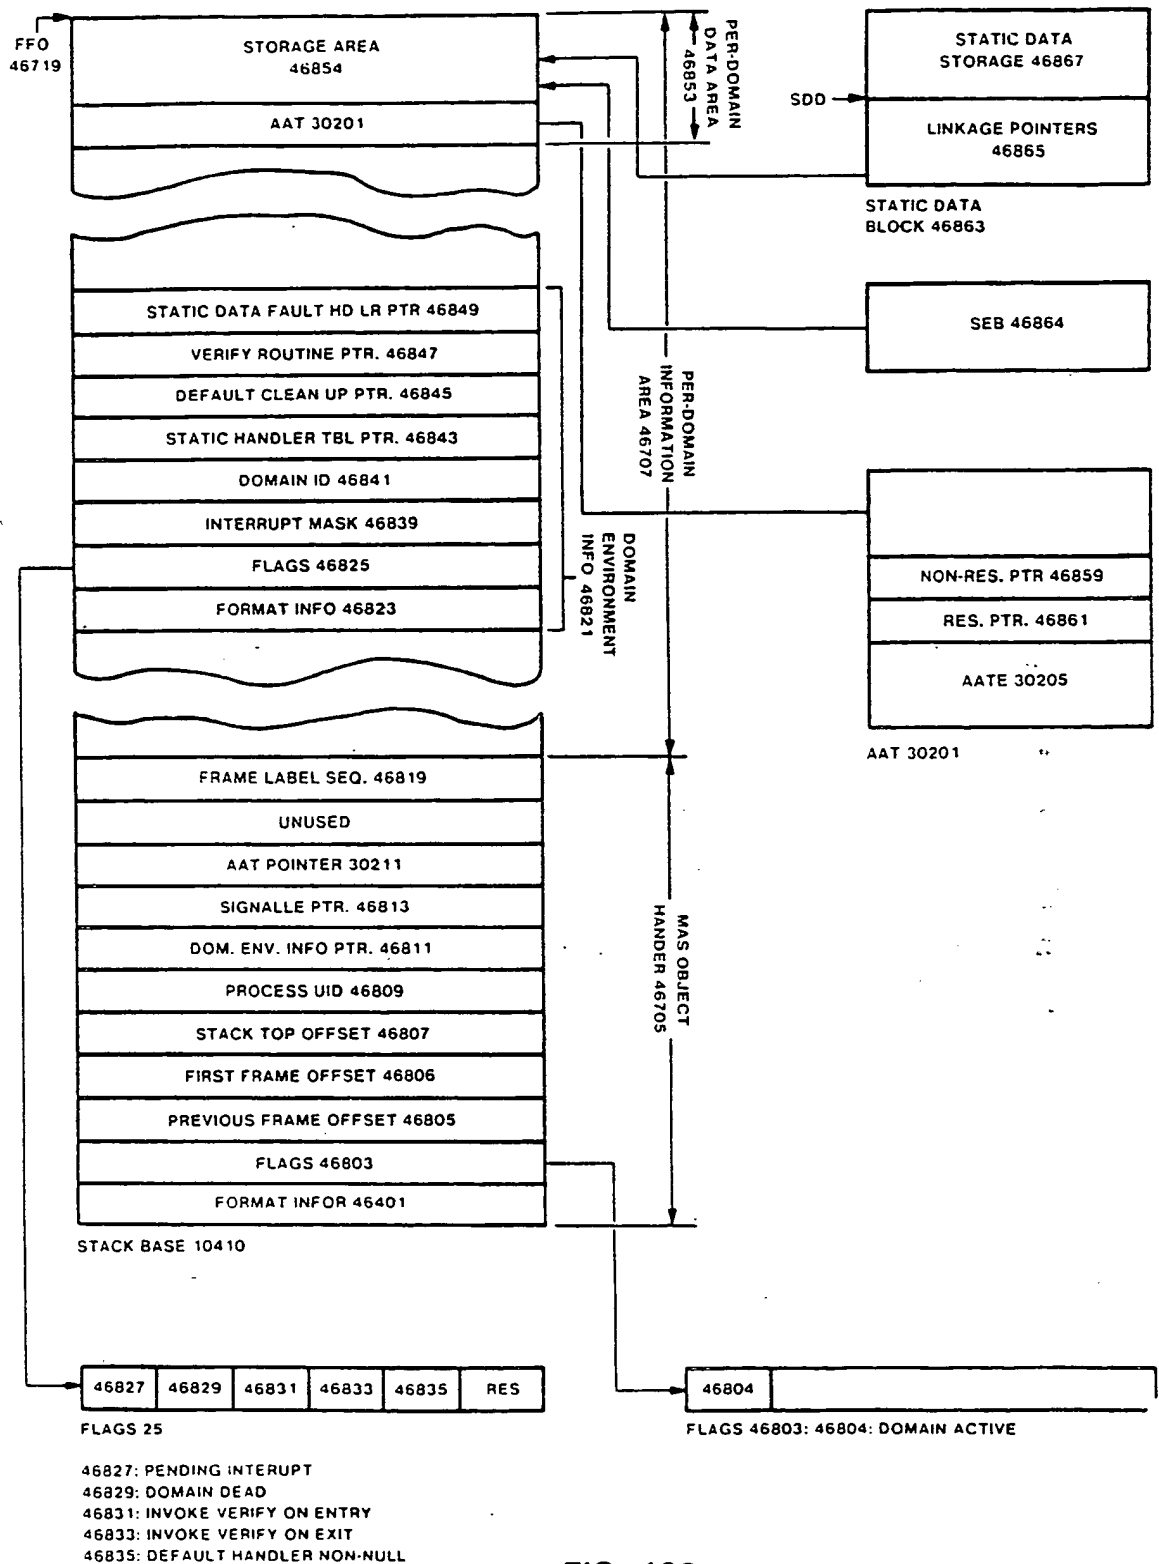 FFO
46719
STORAGE AREA
46854
AAT 30201
PER-DOMAIN
DATA AREA
46853
STATIC DATA
STORAGE 46867
SDD
LINKAGE POINTERS
46865
STATIC DATA
BLOCK 46863
STATIC DATA FAULT HD LR PTR 46849
VERIFY ROUTINE PTR. 46847
DEFAULT CLEAN UP PTR. 46845
STATIC HANDLER TBL PTR. 46843
DOMAIN ID 46841
INTERRUPT MASK 46839
FLAGS 46825
FORMAT INFO 46823
DOMAIN
ENVIRONMENT
INFO 46821
PER-DOMAIN
INFORMATION
AREA 46707
SEB 46864
NON-RES. PTR 46859
RES. PTR. 46861
AATE 30205
AAT 30201
FRAME LABEL SEQ. 46819
UNUSED
AAT POINTER 30211
SIGNALLE PTR. 46813
DOM. ENV. INFO PTR. 46811
PROCESS UID 46809
STACK TOP OFFSET 46807
FIRST FRAME OFFSET 46806
PREVIOUS FRAME OFFSET 46805
FLAGS 46803
FORMAT INFOR 46401
MAS OBJECT
HANDER 46705
STACK BASE 10410
46827 46829 46831 46833 46835 RES
FLAGS 25
46804
FLAGS 46803: 46804: DOMAIN ACTIVE
46827: PENDING INTERUPT
46829: DOMAIN DEAD
46831: INVOKE VERIFY ON ENTRY
46833: INVOKE VERIFY ON EXIT
46835: DEFAULT HANDLER NON-NULL